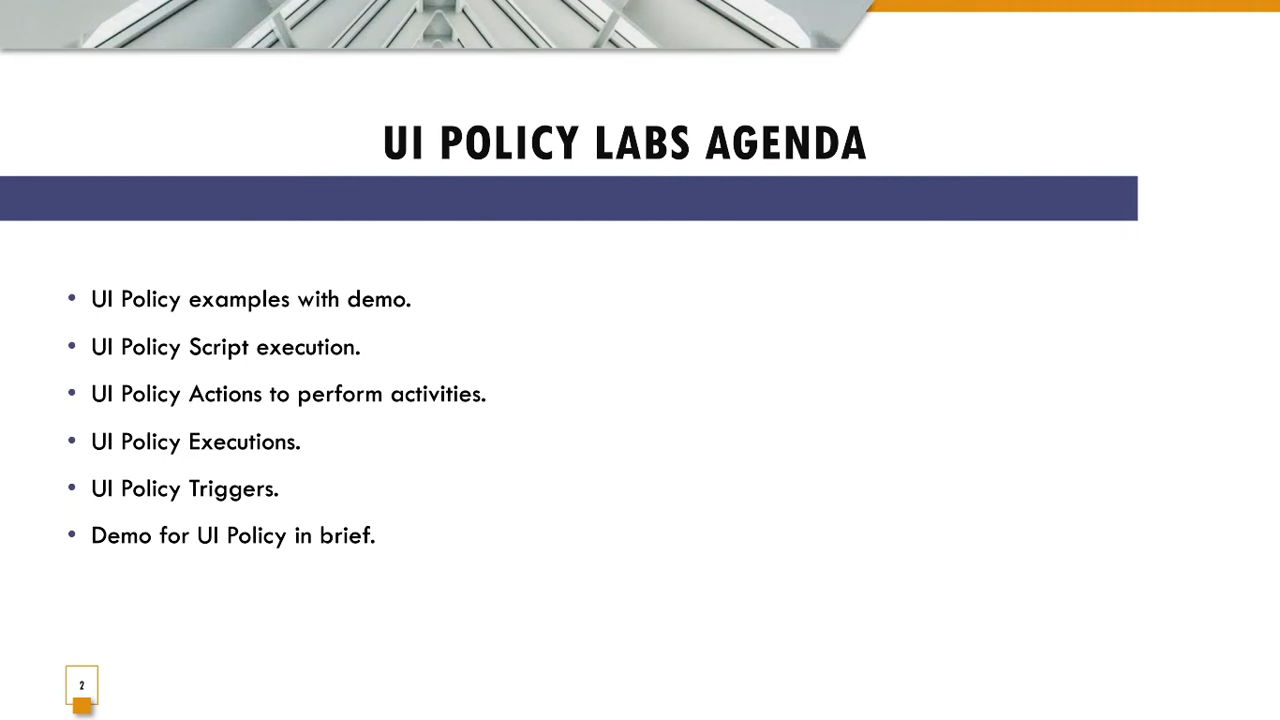 UI POLICY LABS AGENDA
• UI Policy examples with demo.
• UI Policy Script execution.
• UI Policy Actions to perform activities.
• UI Policy Executions.
• UI Policy Triggers.
• Demo for UI Policy in brief.
2